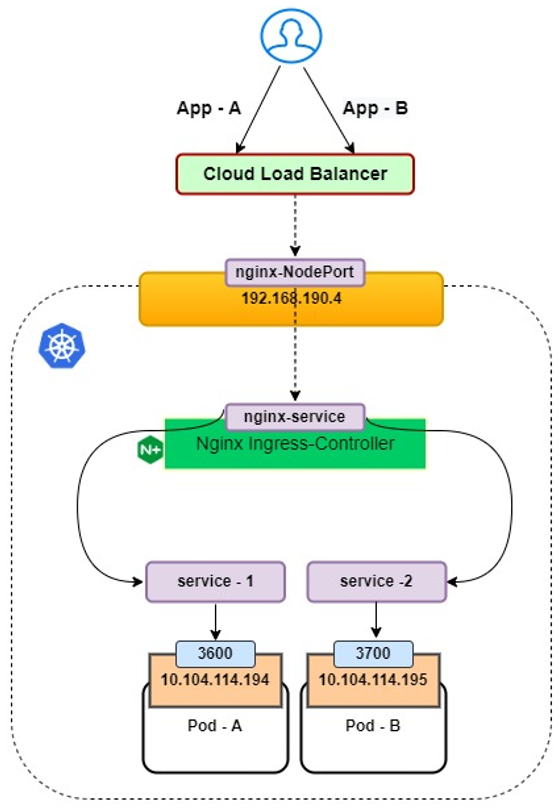 App - A
App - B
Cloud Load Balancer
nginx-NodePort
192.168.190.4
nginx-service
N+
Nginx Ingress-Controller
service - 1
service -2
3600
3700
10.104.114.194
10.104.114.195
Pod - A
Pod - B